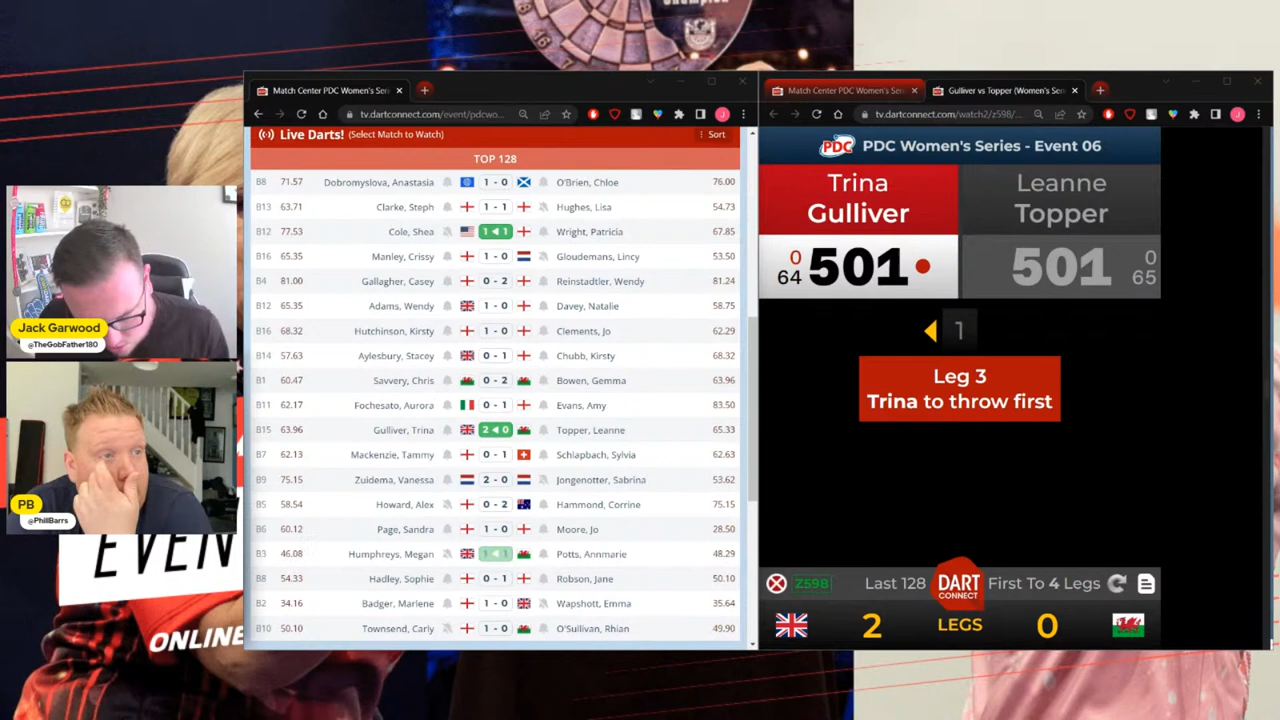 Match Center PDC Women's Seri
tv.dartconnect.com/event/pdcwo...
Live Darts! (Select Match to Watch)
Sort
TOP 128
B8 71.57 Dobromyslova, Anastasia 1 - 0 O'Brien, Chloe 76.00
B13 63.71 Clarke, Steph 1 - 1 Hughes, Lisa 54.73
B12 77.53 Cole, Shea 1 ◀ 1 Wright, Patricia 67.85
B16 65.35 Manley, Crissy 1 - 0 Gloudemans, Lincy 53.50
B4 81.00 Gallagher, Casey 0 - 2 Reinstadtler, Wendy 81.24
B12 65.35 Adams, Wendy 1 - 0 Davey, Natalie 58.75
B16 68.32 Hutchinson, Kirsty 1 - 0 Clements, Jo 62.29
B14 57.63 Aylesbury, Stacey 0 - 1 Chubb, Kirsty 68.32
B1 60.47 Savvery, Chris 0 - 2 Bowen, Gemma 63.96
B11 62.17 Fochesato, Aurora 0 - 1 Evans, Amy 83.50
B15 63.96 Gulliver, Trina 2 ◀ 0 Topper, Leanne 65.33
B7 62.13 Mackenzie, Tammy 0 - 1 Schlapbach, Sylvia 62.63
B9 75.15 Zuidema, Vanessa 2 - 0 Jongenotter, Sabrina 53.62
B5 58.54 Howard, Alex 0 - 2 Hammond, Corrine 75.15
B6 60.12 Page, Sandra 1 - 0 Moore, Jo 28.50
B3 46.08 Humphreys, Megan 1 ◀ 1 Potts, Annmarie 48.29
B8 54.33 Hadley, Sophie 0 - 1 Robson, Jane 50.10
B2 34.16 Badger, Marlene 1 - 0 Wapshott, Emma 35.64
B10 50.10 Townsend, Carly 1 - 0 O'Sullivan, Rhian 49.90
Match Center PDC Women's Seri
Gulliver vs Topper (Women's Se
tv.dartconnect.com/watch2/z598/...
PDC PDC Women's Series - Event 06
Trina
Gulliver
Leanne
Topper
0
64
501
501
0
65
1
Leg 3
Trina to throw first
Z598
Last 128
DART
CONNECT
First To 4 Legs
2 LEGS 0
Jack Garwood
@TheGobFather180
PB
@PhillBarrs
EVEN
ONLINE